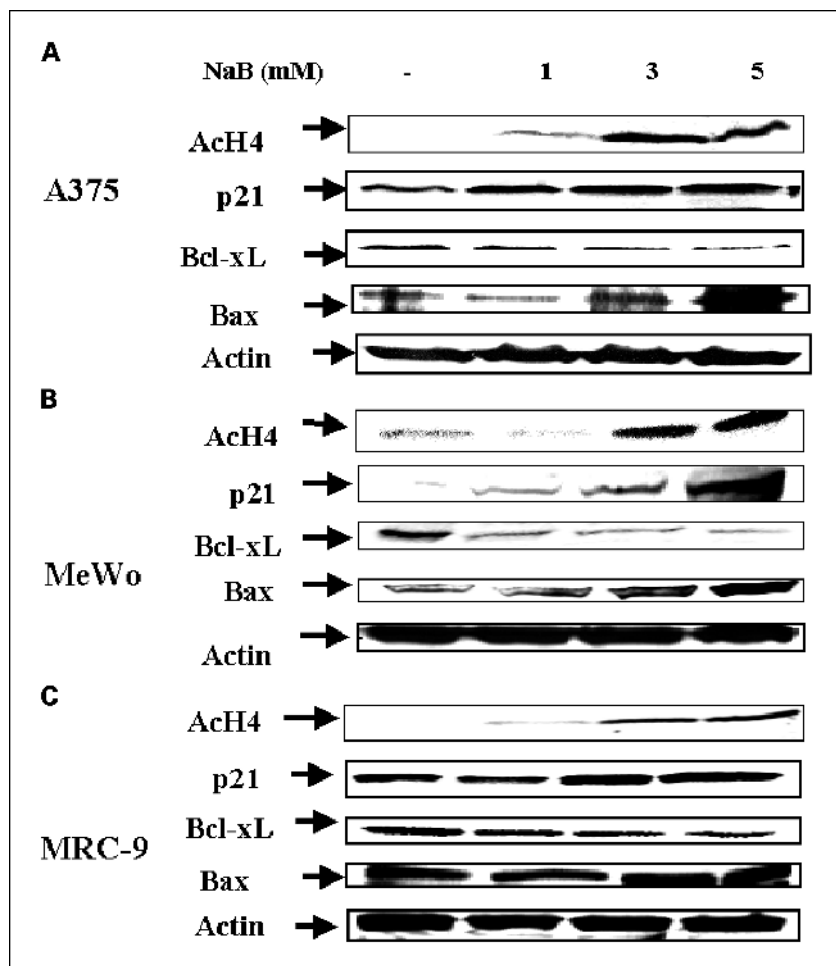 A
NaB (mM) - 1 3 5
AcH4
A375
p21
Bcl-xL
Bax
Actin
B
AcH4
p21
Bcl-xL
MeWo
Bax
Actin
C
AcH4
p21
Bcl-xL
MRC-9
Bax
Actin